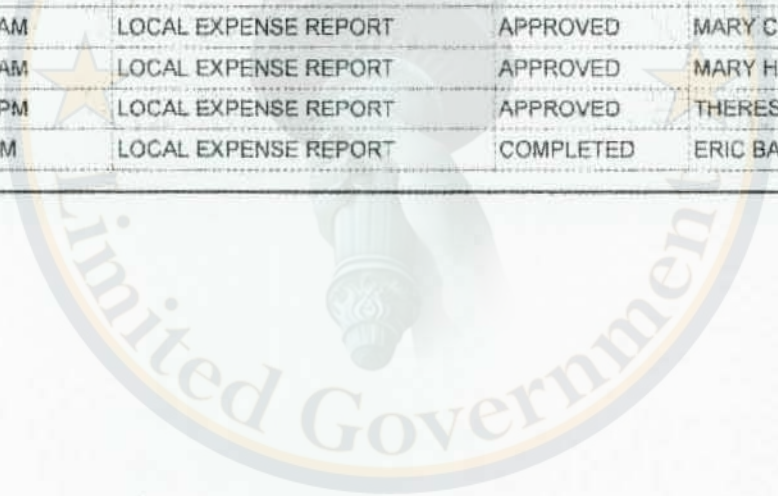 AM LOCAL EXPENSE REPORT APPROVED MARY C
AM LOCAL EXPENSE REPORT APPROVED MARY H
PM LOCAL EXPENSE REPORT APPROVED THERES
M LOCAL EXPENSE REPORT COMPLETED ERIC BA
Limited Government